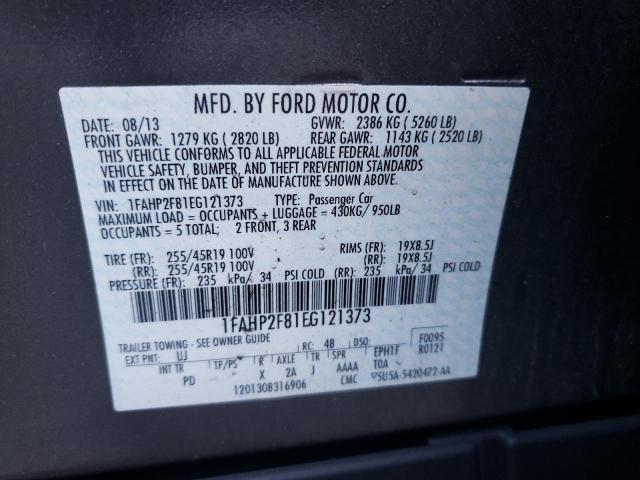 MFD. BY FORD MOTOR CO.
DATE: 08/13 GVWR: 2386 KG ( 5260 LB)
FRONT GAWR: 1279 KG ( 2820 LB) REAR GAWR: 1143 KG ( 2520 LB)
THIS VEHICLE CONFORMS TO ALL APPLICABLE FEDERAL MOTOR
VEHICLE SAFETY, BUMPER, AND THEFT PREVENTION STANDARDS
IN EFFECT ON THE DATE OF MANUFACTURE SHOWN ABOVE.
VIN: 1FAHP2F81EG121373 TYPE: Passenger Car
MAXIMUM LOAD = OCCUPANTS + LUGGAGE = 430KG/ 950LB
OCCUPANTS = 5 TOTAL; 2 FRONT, 3 REAR
TIRE (FR): 255/45R19 100V RIMS (FR): 19X8.5J
(RR): 255/45R19 100V (RR): 19X8.5J
PRESSURE (FR): 235 kPa/ 34 PSI COLD (RR): 235 kPa/ 34 PSI COLD
1FAHP2F81EG121373
TRAILER TOWING - SEE OWNER GUIDE RC: 48 DSO: F0095
EXT PNT: UJ R0121
INT TR TP/PS R AXLE TR SPR EPH1F
PD X 2A J AAAA TOA
1201308316906 CMC 5U5A-5420472-AA